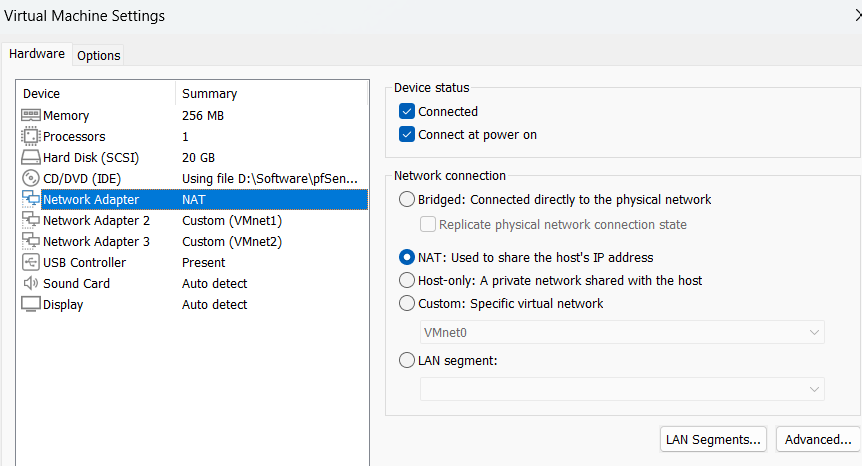 Virtual Machine Settings
Hardware Options
Device Summary
Memory 256 MB
Processors 1
Hard Disk (SCSI) 20 GB
CD/DVD (IDE) Using file D:\Software\pfSen...
Network Adapter NAT
Network Adapter 2 Custom (VMnet1)
Network Adapter 3 Custom (VMnet2)
USB Controller Present
Sound Card Auto detect
Display Auto detect
Device status
Connected
Connect at power on
Network connection
Bridged: Connected directly to the physical network
Replicate physical network connection state
NAT: Used to share the host's IP address
Host-only: A private network shared with the host
Custom: Specific virtual network
VMnet0
LAN segment:
LAN Segments... Advanced...